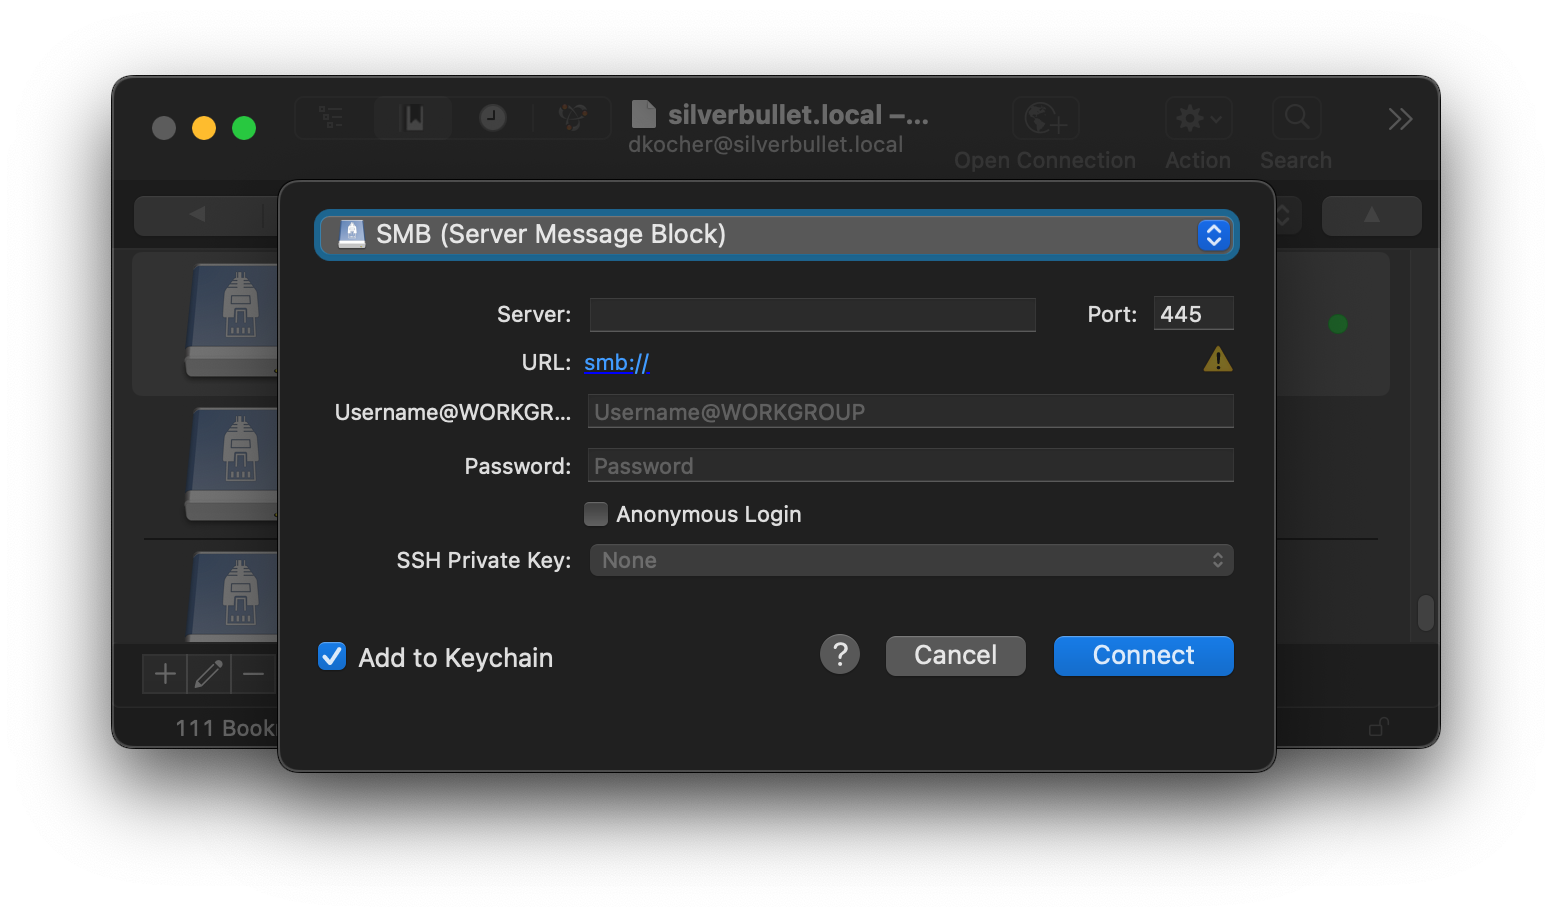 silverbullet.local –...
dkocher@silverbullet.local
Open Connection
Action
Search
SMB (Server Message Block)
Server:
Port: 445
URL: smb://
Username@WORKGR... Username@WORKGROUP
Password: Password
Anonymous Login
SSH Private Key: None
Add to Keychain
?
Cancel
Connect
111